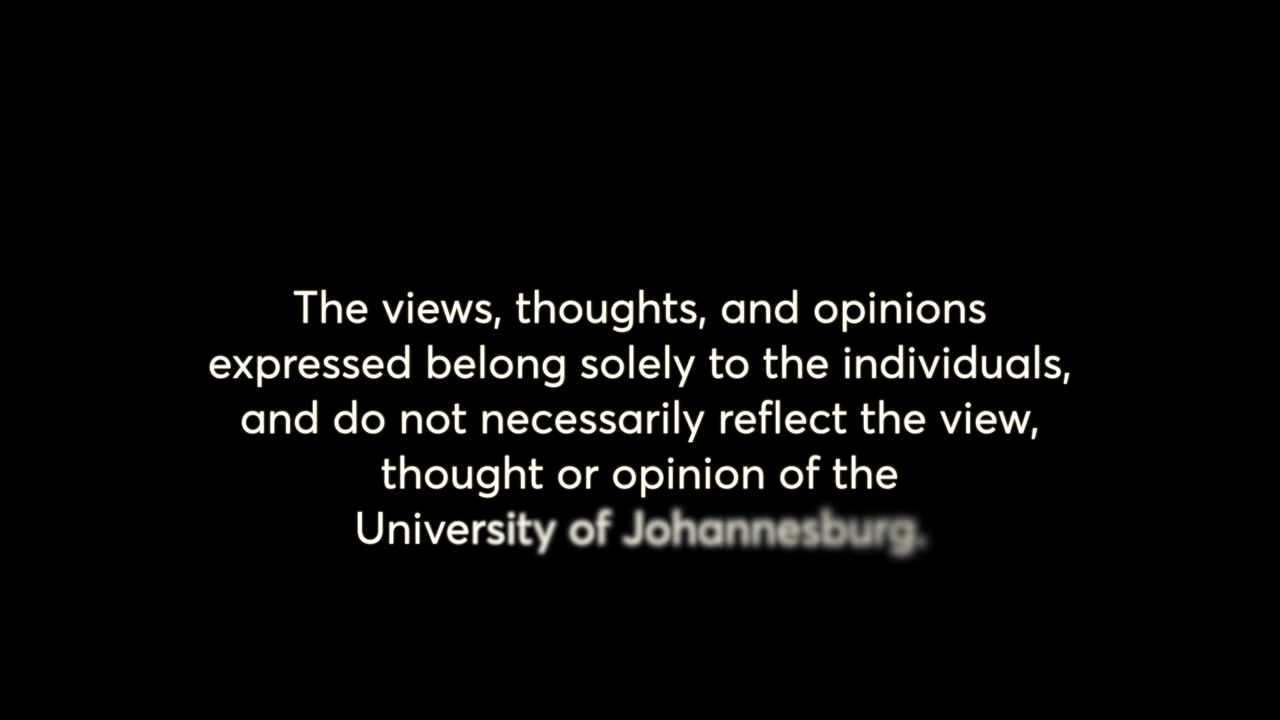 The views, thoughts, and opinions
expressed belong solely to the individuals,
and do not necessarily reflect the view,
thought or opinion of the
University of Johannesburg.